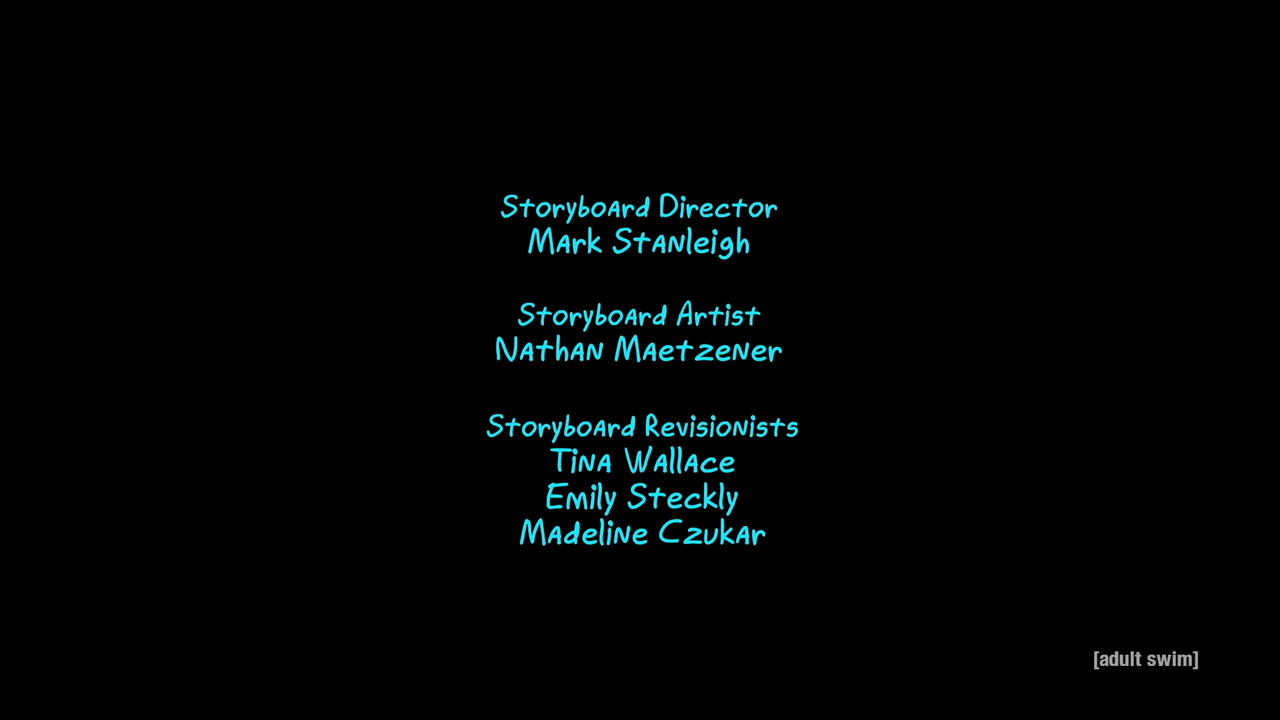 Storyboard Director
Mark Stanleigh
Storyboard Artist
Nathan Maetzener
Storyboard Revisionists
Tina Wallace
Emily Steckly
Madeline Czukar
[adult swim]